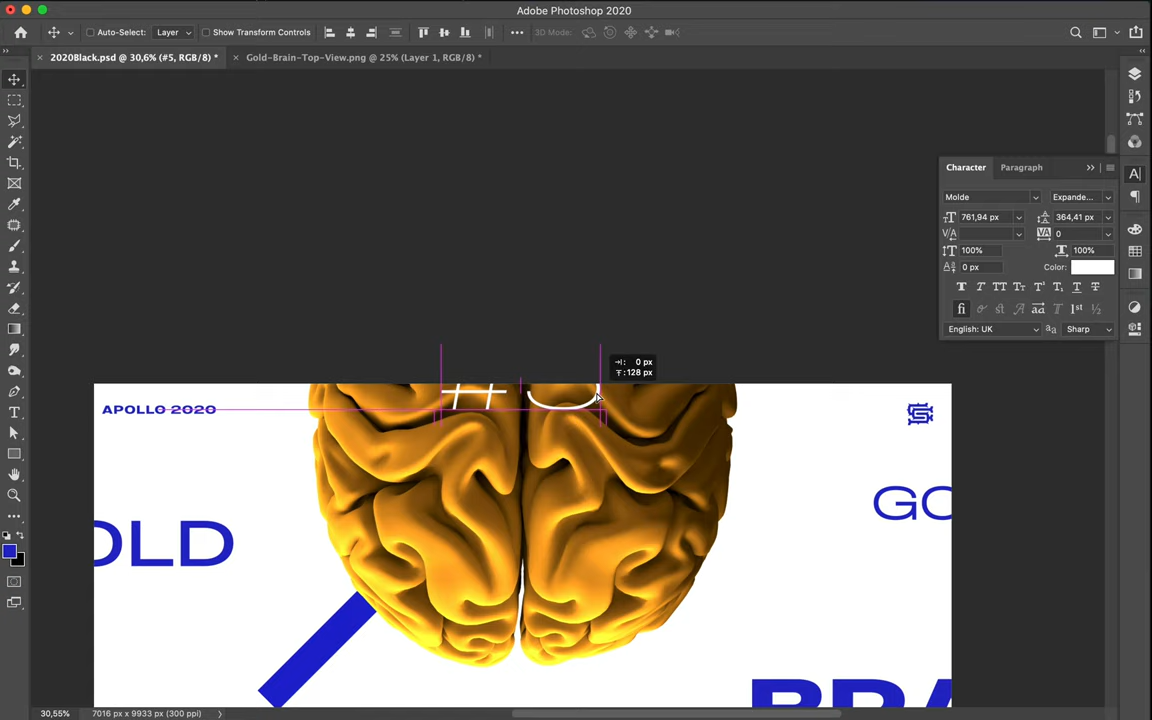 Adobe Photoshop 2020
Auto-Select: Layer Show Transform Controls 3D Mode:
2020Black.psd @ 30,6% (#5, RGB/8) * Gold-Brain-Top-View.png @ 25% (Layer 1, RGB/8) *
Character Paragraph
Molde Expande...
761,94 px 364,41 px
0
100% 100%
0 px Color:
English: UK Sharp
0 px
128 px
APOLLO 2020
GO
OLD
BRA
30,55% 7016 px x 9933 px (300 ppi)